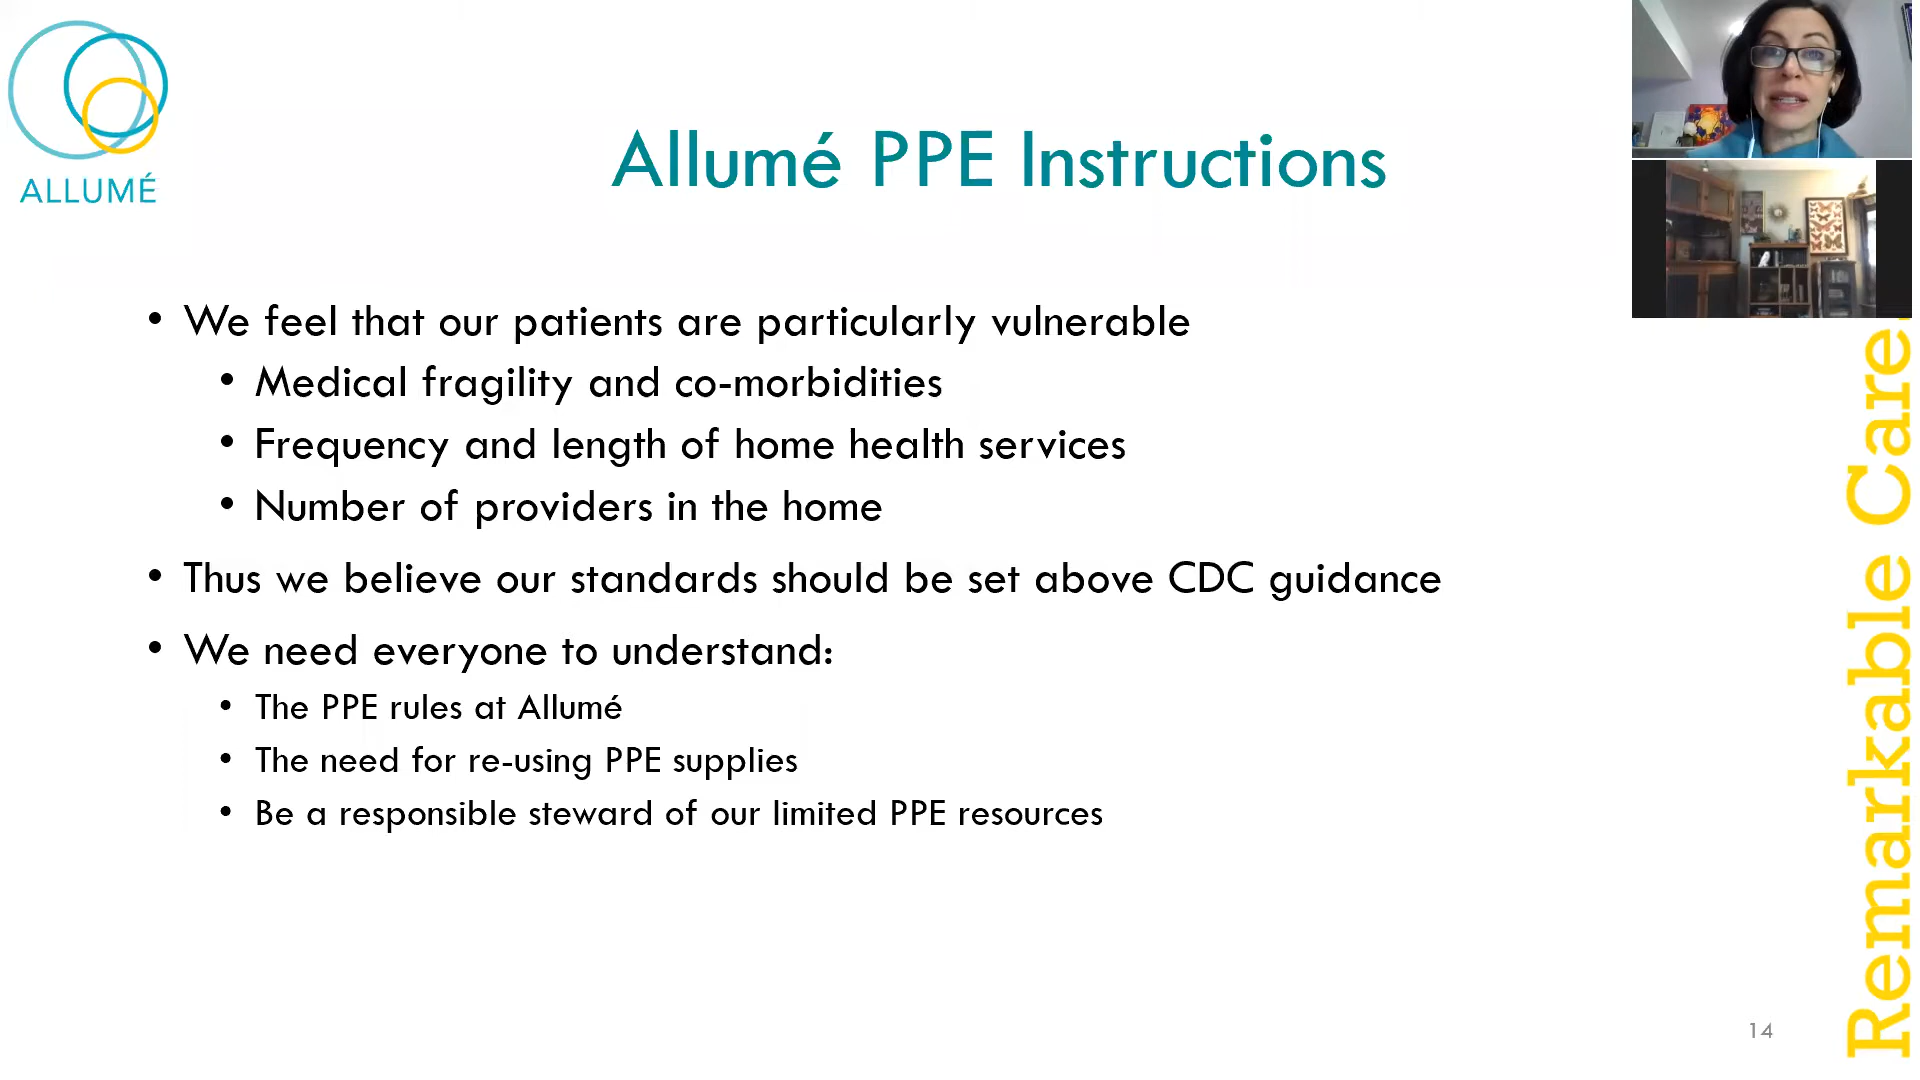 ALLUMÉ
Allumé PPE Instructions
• We feel that our patients are particularly vulnerable
• Medical fragility and co-morbidities
• Frequency and length of home health services
• Number of providers in the home
• Thus we believe our standards should be set above CDC guidance
• We need everyone to understand:
• The PPE rules at Allumé
• The need for re-using PPE supplies
• Be a responsible steward of our limited PPE resources
Remarkable Care.
14